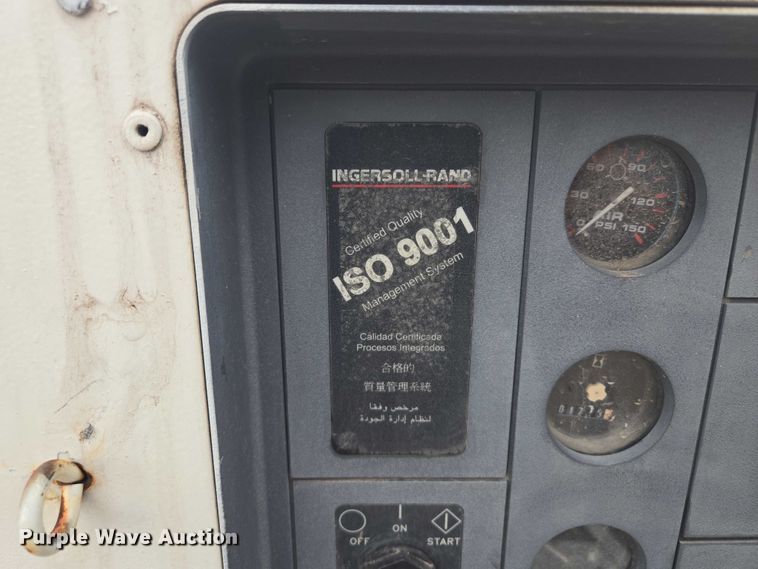 INGERSOLL-RAND
Certified Quality
ISO 9001
Management System
Calidad Certificada
Procesos Integrados
合格的
質量管理系統
مرخص وفقا
لنظام إدارة الجودة
60 90
30 120
0 150
AIR
PSI
OFF
ON
START
Purple Wave Auction